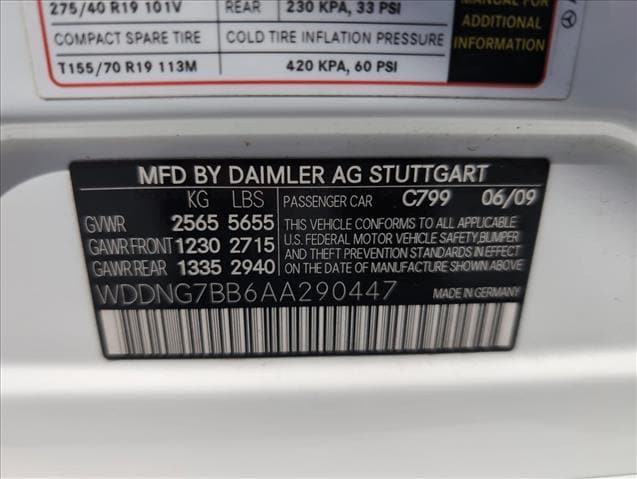 275/40 R19 101V REAR 230 KPA, 33 PSI
COMPACT SPARE TIRE COLD TIRE INFLATION PRESSURE
T155/70 R19 113M 420 KPA, 60 PSI
MANUAL FOR
ADDITIONAL
INFORMATION
MFD BY DAIMLER AG STUTTGART
KG LBS PASSENGER CAR C799 06/09
GVWR 2565 5655 THIS VEHICLE CONFORMS TO ALL APPLICABLE
GAWR FRONT 1230 2715 U.S. FEDERAL MOTOR VEHICLE SAFETY, BUMPER
GAWR REAR 1335 2940 AND THEFT PREVENTION STANDARDS IN EFFECT
ON THE DATE OF MANUFACTURE SHOWN ABOVE.
WDDNG7BB6AA290447 MADE IN GERMANY